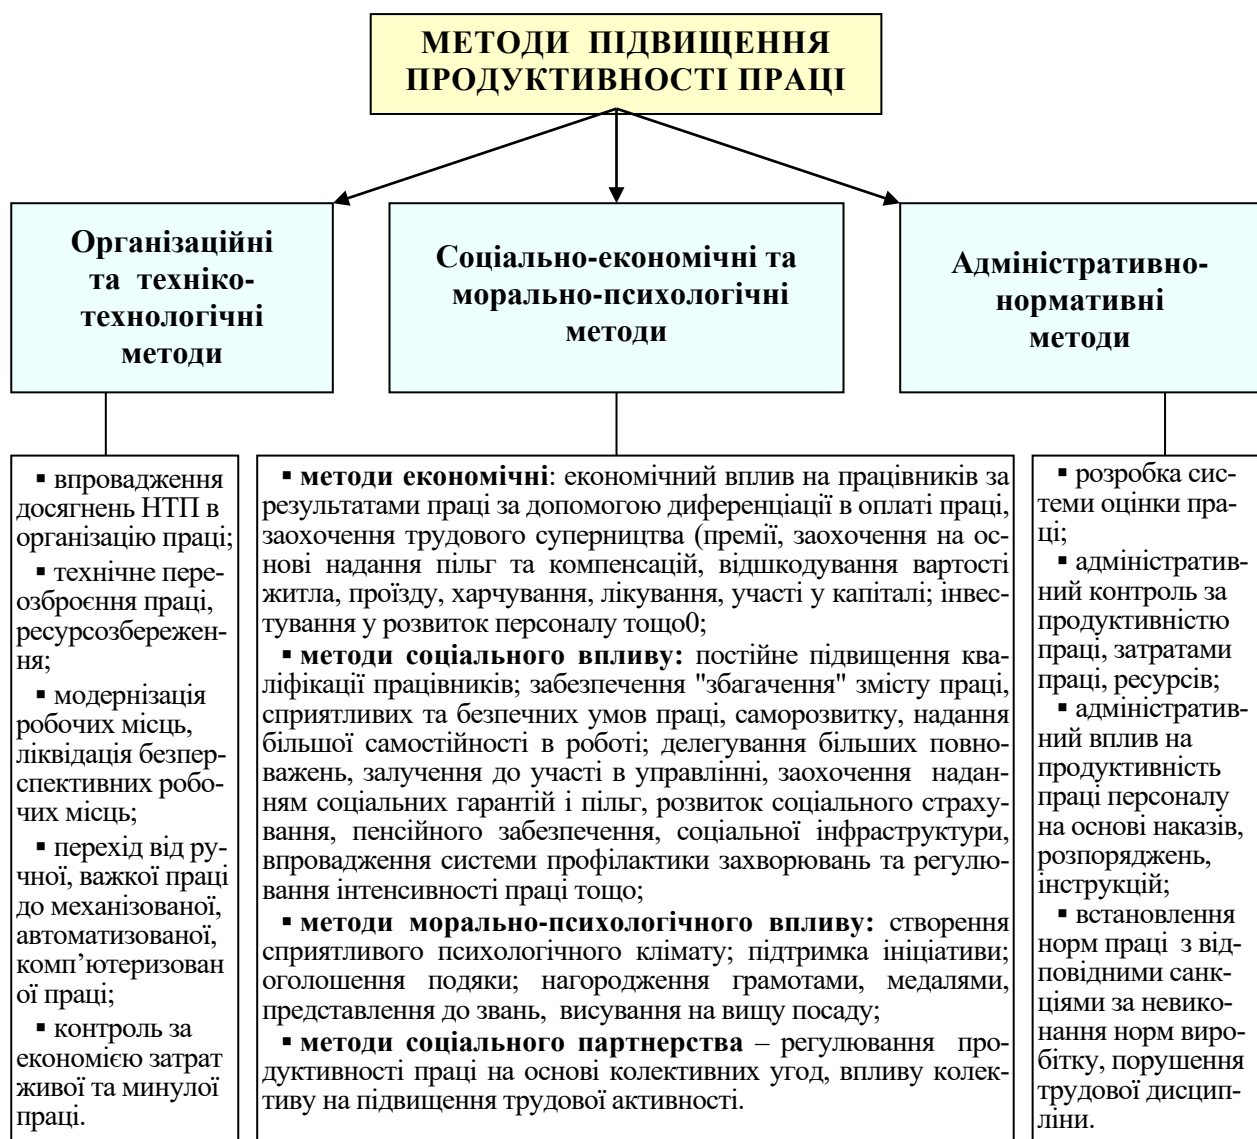 МЕТОДИ ПІДВИЩЕННЯ
ПРОДУКТИВНОСТІ ПРАЦІ
Організаційні
та техніко-
технологічні
методи
Соціально-економічні та
морально-психологічні
методи
Адміністративно-
нормативні
методи
▪ впровадження
досягнень НТП в
організацію праці;
▪ технічне пере-
озброєння праці,
ресурсозбережен-
ня;
▪ модернізація
робочих місць,
ліквідація безпер-
спективних робо-
чих місць;
▪ перехід від ру-
чної, важкої праці
до механізованої,
автоматизованої,
комп’ютеризован
ої праці;
▪ контроль за
економією затрат
живої та минулої
праці.
▪ методи економічні: економічний вплив на працівників за
результатами праці за допомогою диференціації в оплаті праці,
заохочення трудового суперництва (премії, заохочення на ос-
нові надання пільг та компенсацій, відшкодування вартості
житла, проїзду, харчування, лікування, участі у капіталі; інвес-
тування у розвиток персоналу тощо0;
▪ методи соціального впливу: постійне підвищення ква-
ліфікації працівників; забезпечення "збагачення" змісту праці,
сприятливих та безпечних умов праці, саморозвитку, надання
більшої самостійності в роботі; делегування більших повно-
важень, залучення до участі в управлінні, заохочення надан-
ням соціальних гарантій і пільг, розвиток соціального страху-
вання, пенсійного забезпечення, соціальної інфраструктури,
впровадження системи профілактики захворювань та регулю-
вання інтенсивності праці тощо;
▪ методи морально-психологічного впливу: створення
сприятливого психологічного клімату; підтримка ініціативи;
оголошення подяки; нагородження грамотами, медалями,
представлення до звань, висування на вищу посаду;
▪ методи соціального партнерства – регулювання про-
дуктивності праці на основі колективних угод, впливу колек-
тиву на підвищення трудової активності.
▪ розробка сис-
теми оцінки пра-
ці;
▪ адміністратив-
ний контроль за
продуктивністю
праці, затратами
праці, ресурсів;
▪ адміністратив-
ний вплив на
продуктивність
праці персоналу
на основі наказів,
розпоряджень,
інструкцій;
▪ встановлення
норм праці з від-
повідними санк-
ціями за невико-
нання норм виро-
бітку, порушення
трудової дисцип-
ліни.